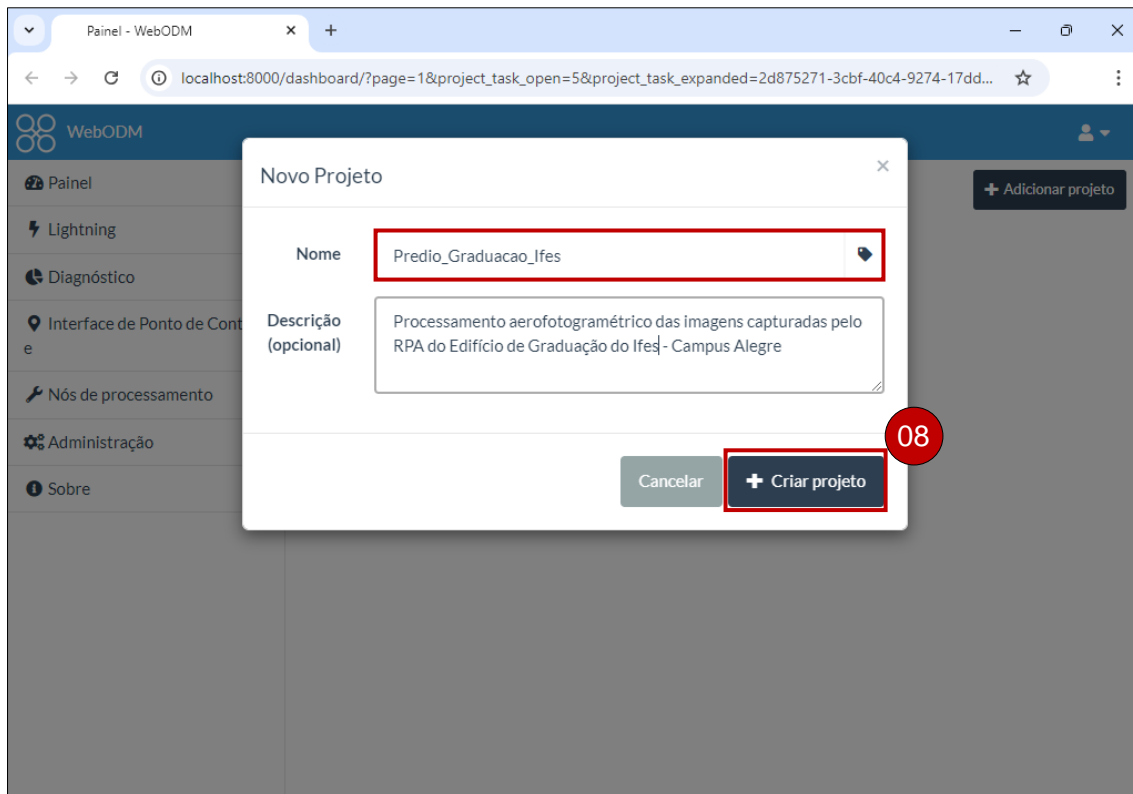 Painel - WebODM
localhost:8000/dashboard/?page=1&project_task_open=5&project_task_expanded=2d875271-3cbf-40c4-9274-17dd...
WebODM
Painel
Lightning
Diagnóstico
Interface de Ponto de Cont
e
Nós de processamento
Administração
Sobre
Adicionar projeto
Novo Projeto
×
Nome
Predio_Graduacao_Ifes
Descrição
(opcional)
Processamento aerofotogramétrico das imagens capturadas pelo
RPA do Edifício de Graduação do Ifes - Campus Alegre
08
Cancelar
Criar projeto